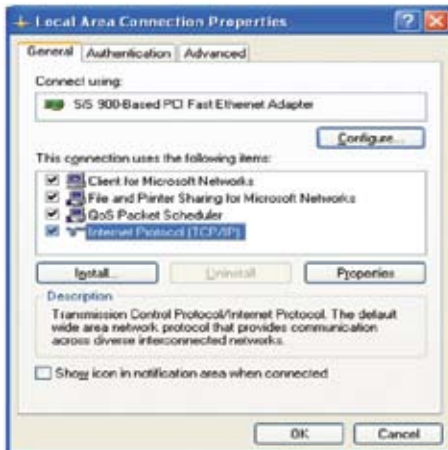 Local Area Connection Properties
General Authentication Advanced
Connect using:
SiS 900-Based PCI Fast Ethernet Adapter
Configure...
This connection uses the following items:
Client for Microsoft Networks
File and Printer Sharing for Microsoft Networks
QoS Packet Scheduler
Internet Protocol (TCP/IP)
Install... Uninstall Properties
Description
Transmission Control Protocol/Internet Protocol. The default
wide area network protocol that provides communication
across diverse interconnected networks.
Show icon in notification area when connected
OK Cancel